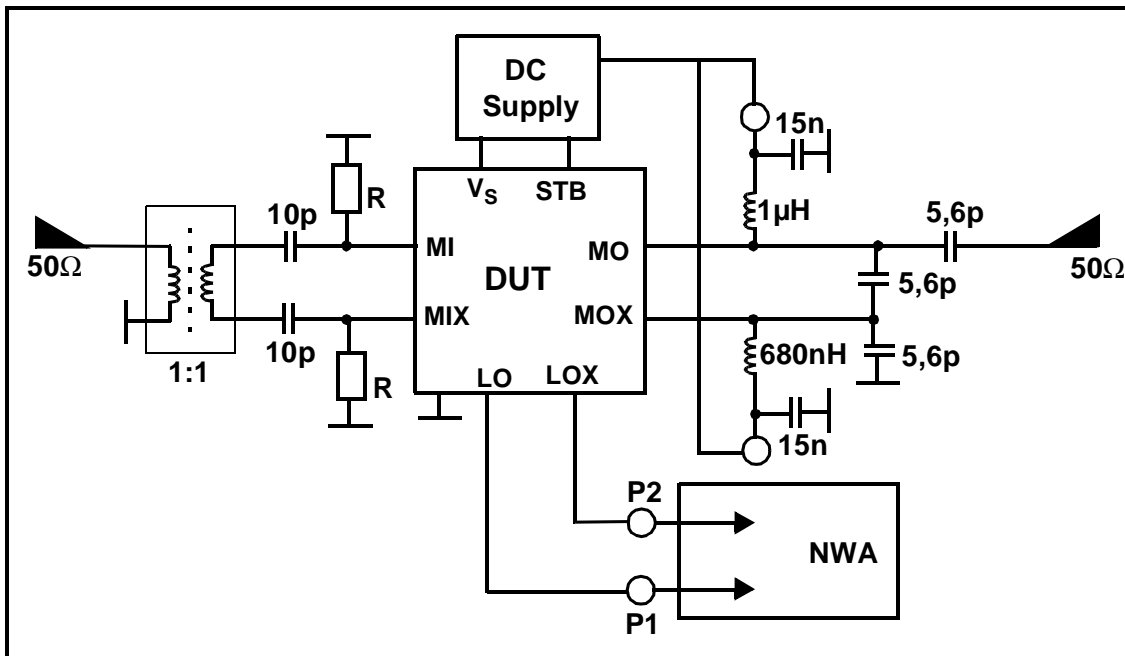 DC
Supply
15n
V_S
STB
R
1µH
10p
5,6p
MI
MO
50Ω
50Ω
DUT
5,6p
MIX
MOX
10p
680nH
5,6p
1:1
LO
LOX
R
15n
P2
NWA
P1